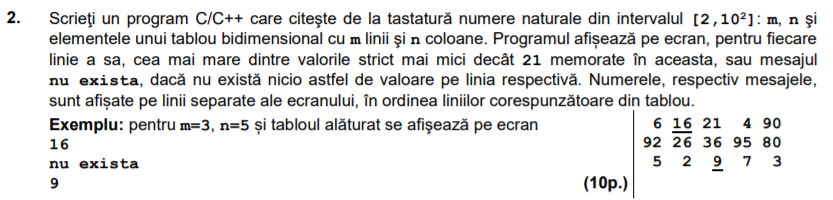 2. Scrieţi un program C/C++ care citeşte de la tastatură numere naturale din intervalul [2,10²]: m, n şi
elementele unui tablou bidimensional cu m linii şi n coloane. Programul afișează pe ecran, pentru fiecare
linie a sa, cea mai mare dintre valorile strict mai mici decât 21 memorate în aceasta, sau mesajul
nu exista, dacă nu există nicio astfel de valoare pe linia respectivă. Numerele, respectiv mesajele,
sunt afișate pe linii separate ale ecranului, în ordinea liniilor corespunzătoare din tablou.
Exemplu: pentru m=3, n=5 și tabloul alăturat se afişează pe ecran
16
nu exista
9
(10p.)
6 16 21 4 90
92 26 36 95 80
5 2 9 7 3